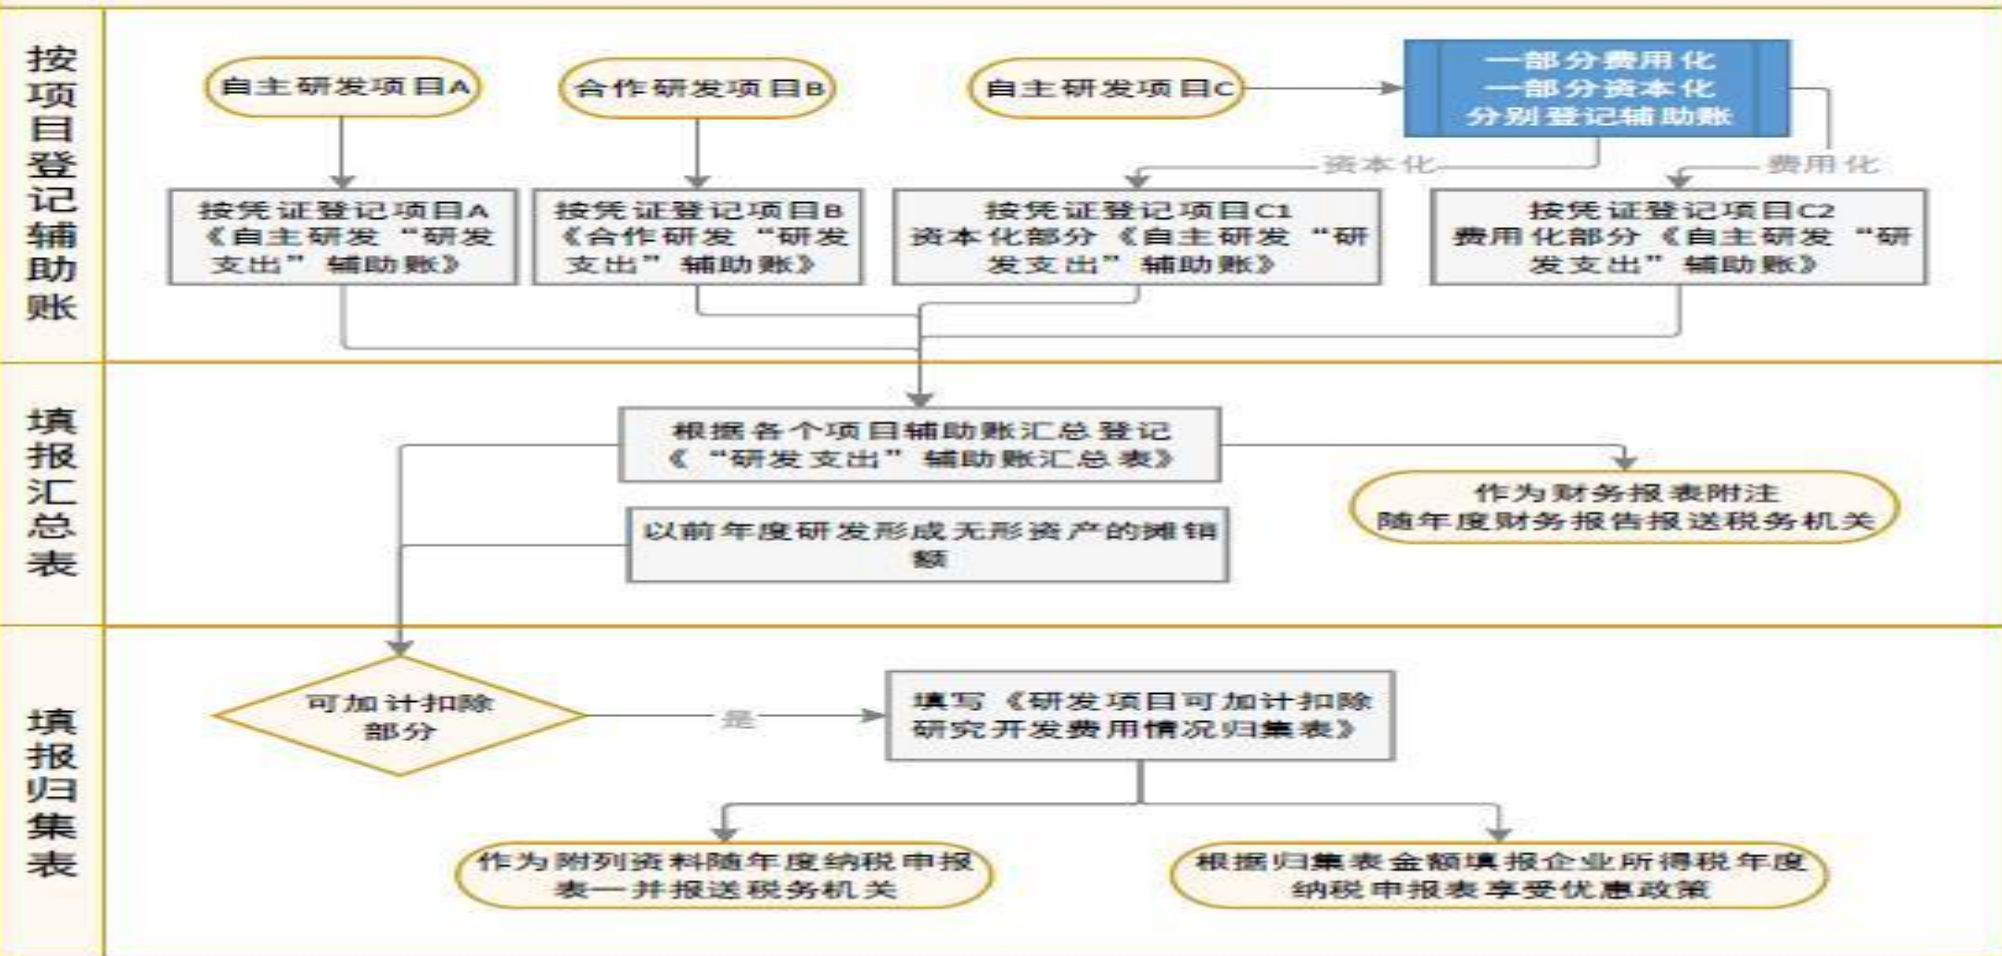 按项目登记辅助账
自主研发项目A
合作研发项目B
自主研发项目C
一部分费用化
一部分资本化
分别登记辅助账
资本化
费用化
按凭证登记项目A
《自主研发“研发
支出”辅助账》
按凭证登记项目B
《合作研发“研发
支出”辅助账》
按凭证登记项目C1
资本化部分《自主研发“研
发支出”辅助账》
按凭证登记项目C2
费用化部分《自主研发“研
发支出”辅助账》
填报汇总表
根据各个项目辅助账汇总登记
《“研发支出”辅助账汇总表》
作为财务报表附注
随年度财务报告报送税务机关
以前年度研发形成无形资产的摊销
额
填报归集表
可加计扣除
部分
是
填写《研发项目可加计扣除
研究开发费用情况归集表》
作为附列资料随年度纳税申报
表一并报送税务机关
根据归集表金额填报企业所得税年度
纳税申报表享受优惠政策